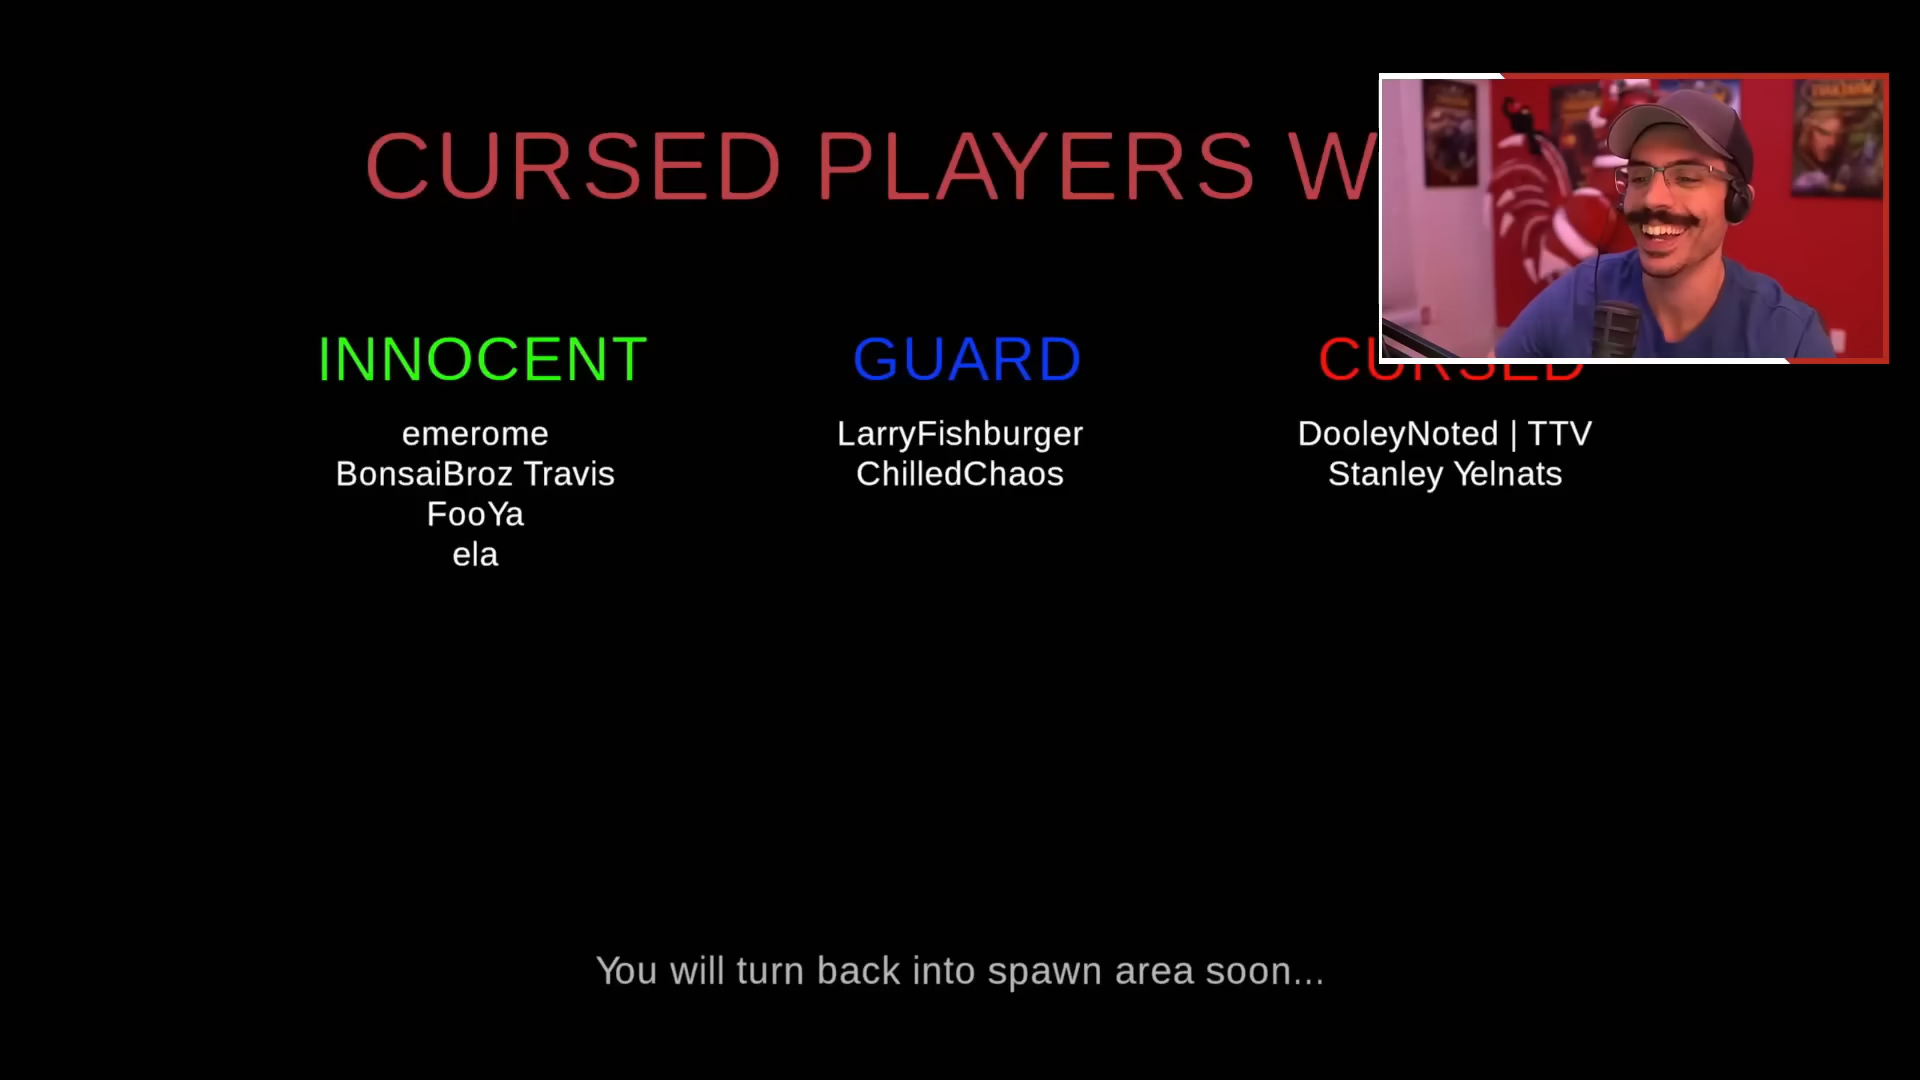 CURSED PLAYERS W
INNOCENT
GUARD
CURSED
emerome
BonsaiBroz Travis
FooYa
ela
LarryFishburger
ChilledChaos
DooleyNoted | TTV
Stanley Yelnats
You will turn back into spawn area soon...